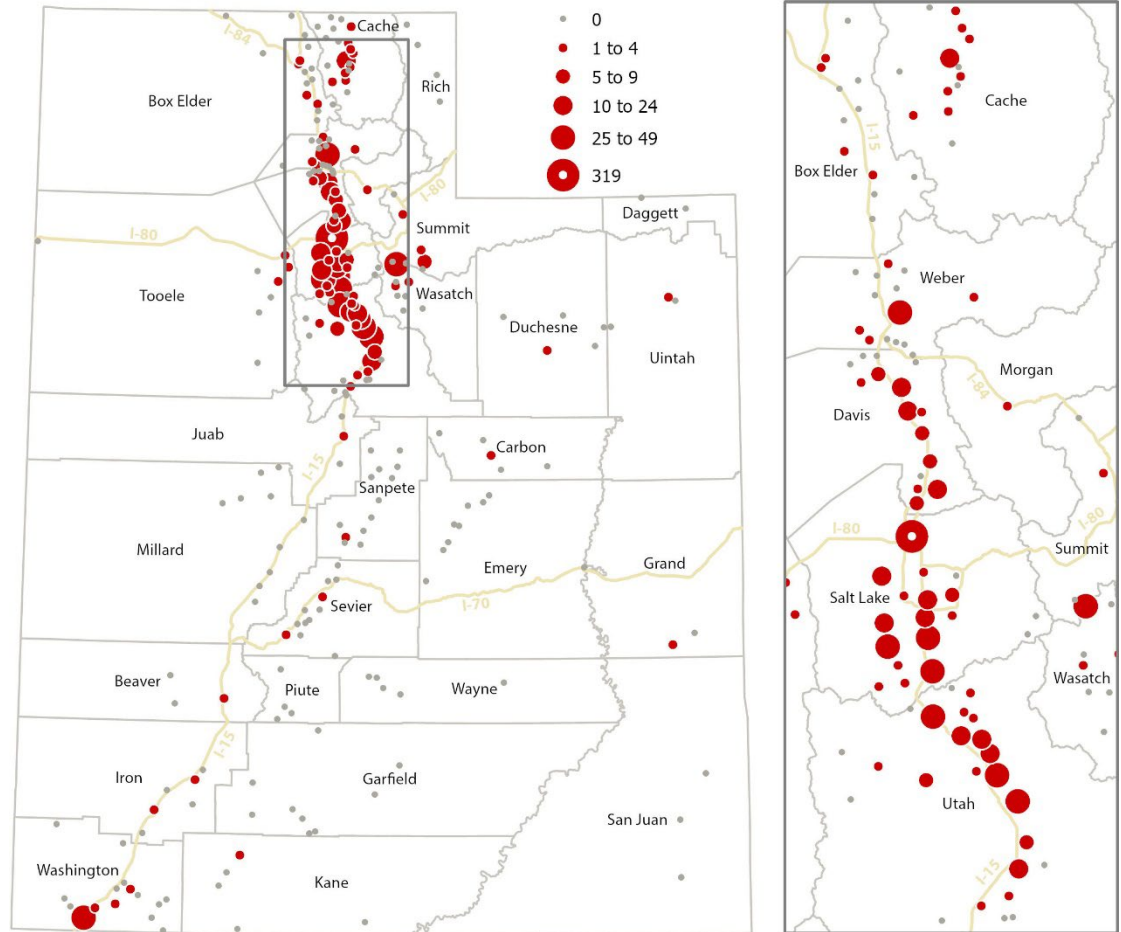 0
1 to 4
5 to 9
10 to 24
25 to 49
319
Cache
I-84
Box Elder
Rich
I-80
Daggett
Summit
I-80
Tooele
Wasatch
Duchesne
Uintah
Juab
Carbon
I-15
Sanpete
Millard
Emery
Grand
I-70
Sevier
Beaver
Piute
Wayne
I-15
Iron
Garfield
San Juan
Washington
Kane
Cache
I-15
Box Elder
Weber
Morgan
I-84
Davis
I-80
I-80
Summit
Salt Lake
Wasatch
Utah
I-15